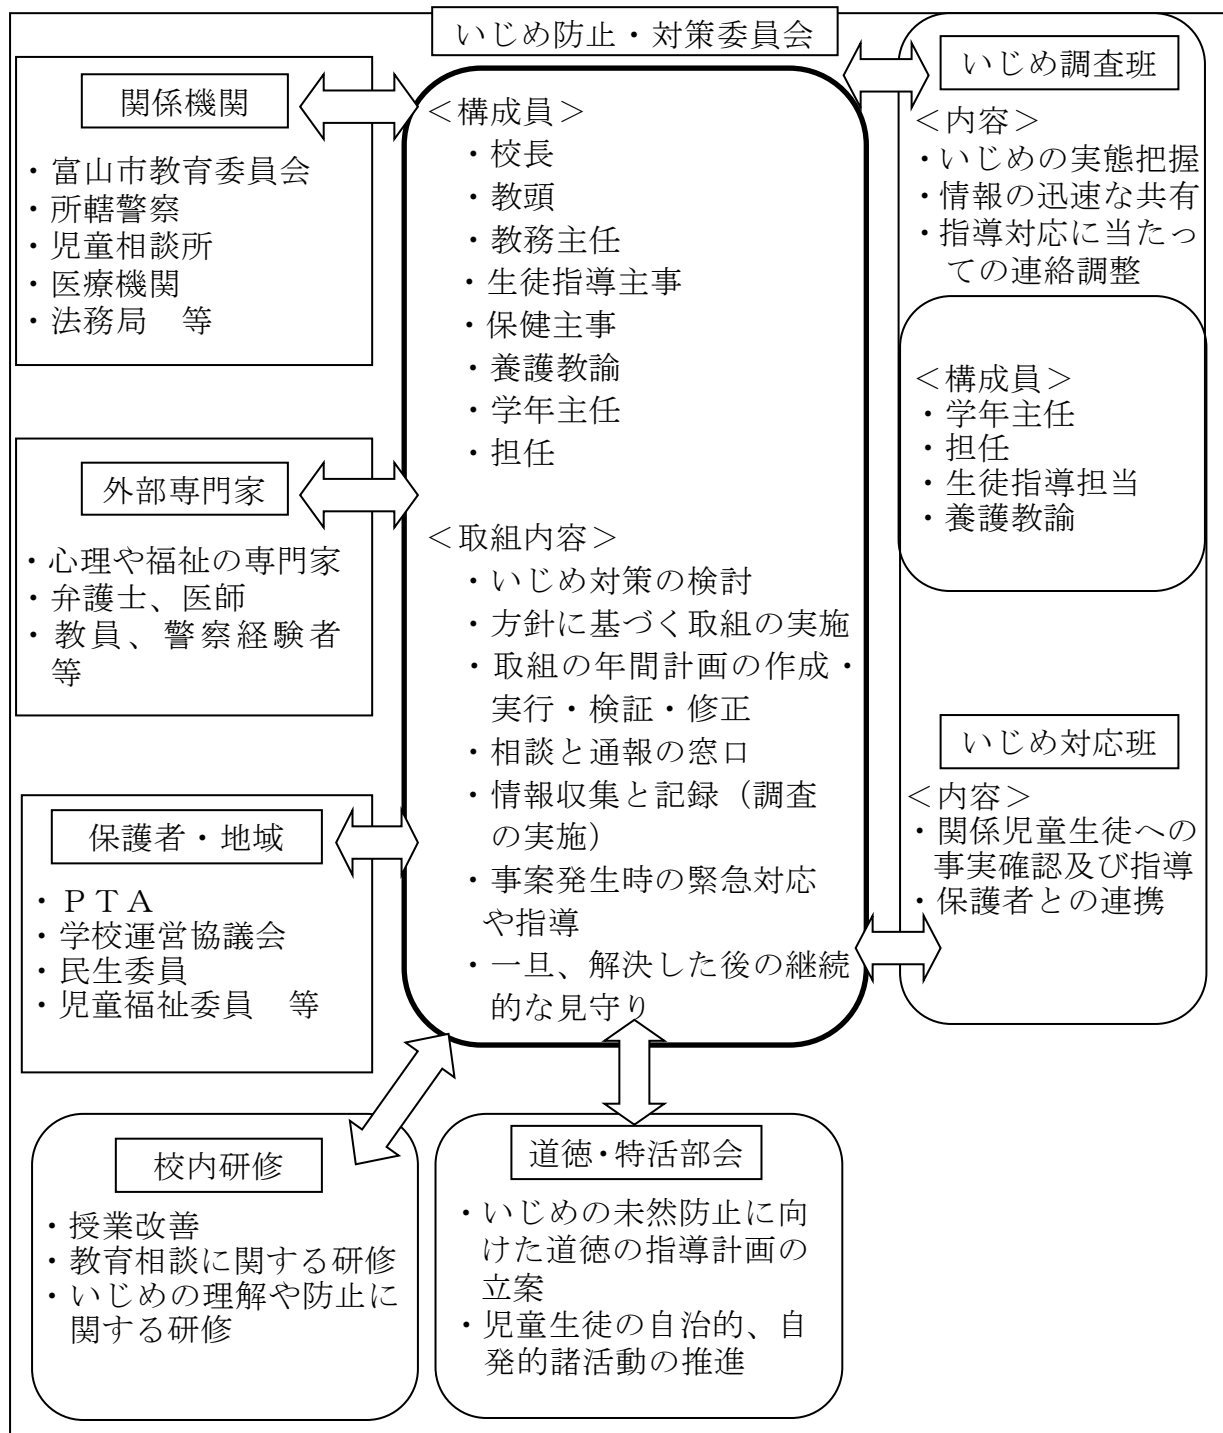 いじめ防止・対策委員会
関係機関
・富山市教育委員会
・所轄警察
・児童相談所
・医療機関
・法務局　等
外部専門家
・心理や福祉の専門家
・弁護士、医師
・教員、警察経験者
等
保護者・地域
・ＰＴＡ
・学校運営協議会
・民生委員
・児童福祉委員　等
＜構成員＞
・校長
・教頭
・教務主任
・生徒指導主事
・保健主事
・養護教諭
・学年主任
・担任
＜取組内容＞
・いじめ対策の検討
・方針に基づく取組の実施
・取組の年間計画の作成・
実行・検証・修正
・相談と通報の窓口
・情報収集と記録（調査
の実施）
・事案発生時の緊急対応
や指導
・一旦、解決した後の継続
的な見守り
いじめ調査班
＜内容＞
・いじめの実態把握
・情報の迅速な共有
・指導対応に当たっ
ての連絡調整
＜構成員＞
・学年主任
・担任
・生徒指導担当
・養護教諭
いじめ対応班
＜内容＞
・関係児童生徒への
事実確認及び指導
・保護者との連携
校内研修
・授業改善
・教育相談に関する研修
・いじめの理解や防止に
関する研修
道徳・特活部会
・いじめの未然防止に向
けた道徳の指導計画の
立案
・児童生徒の自治的、自
発的諸活動の推進